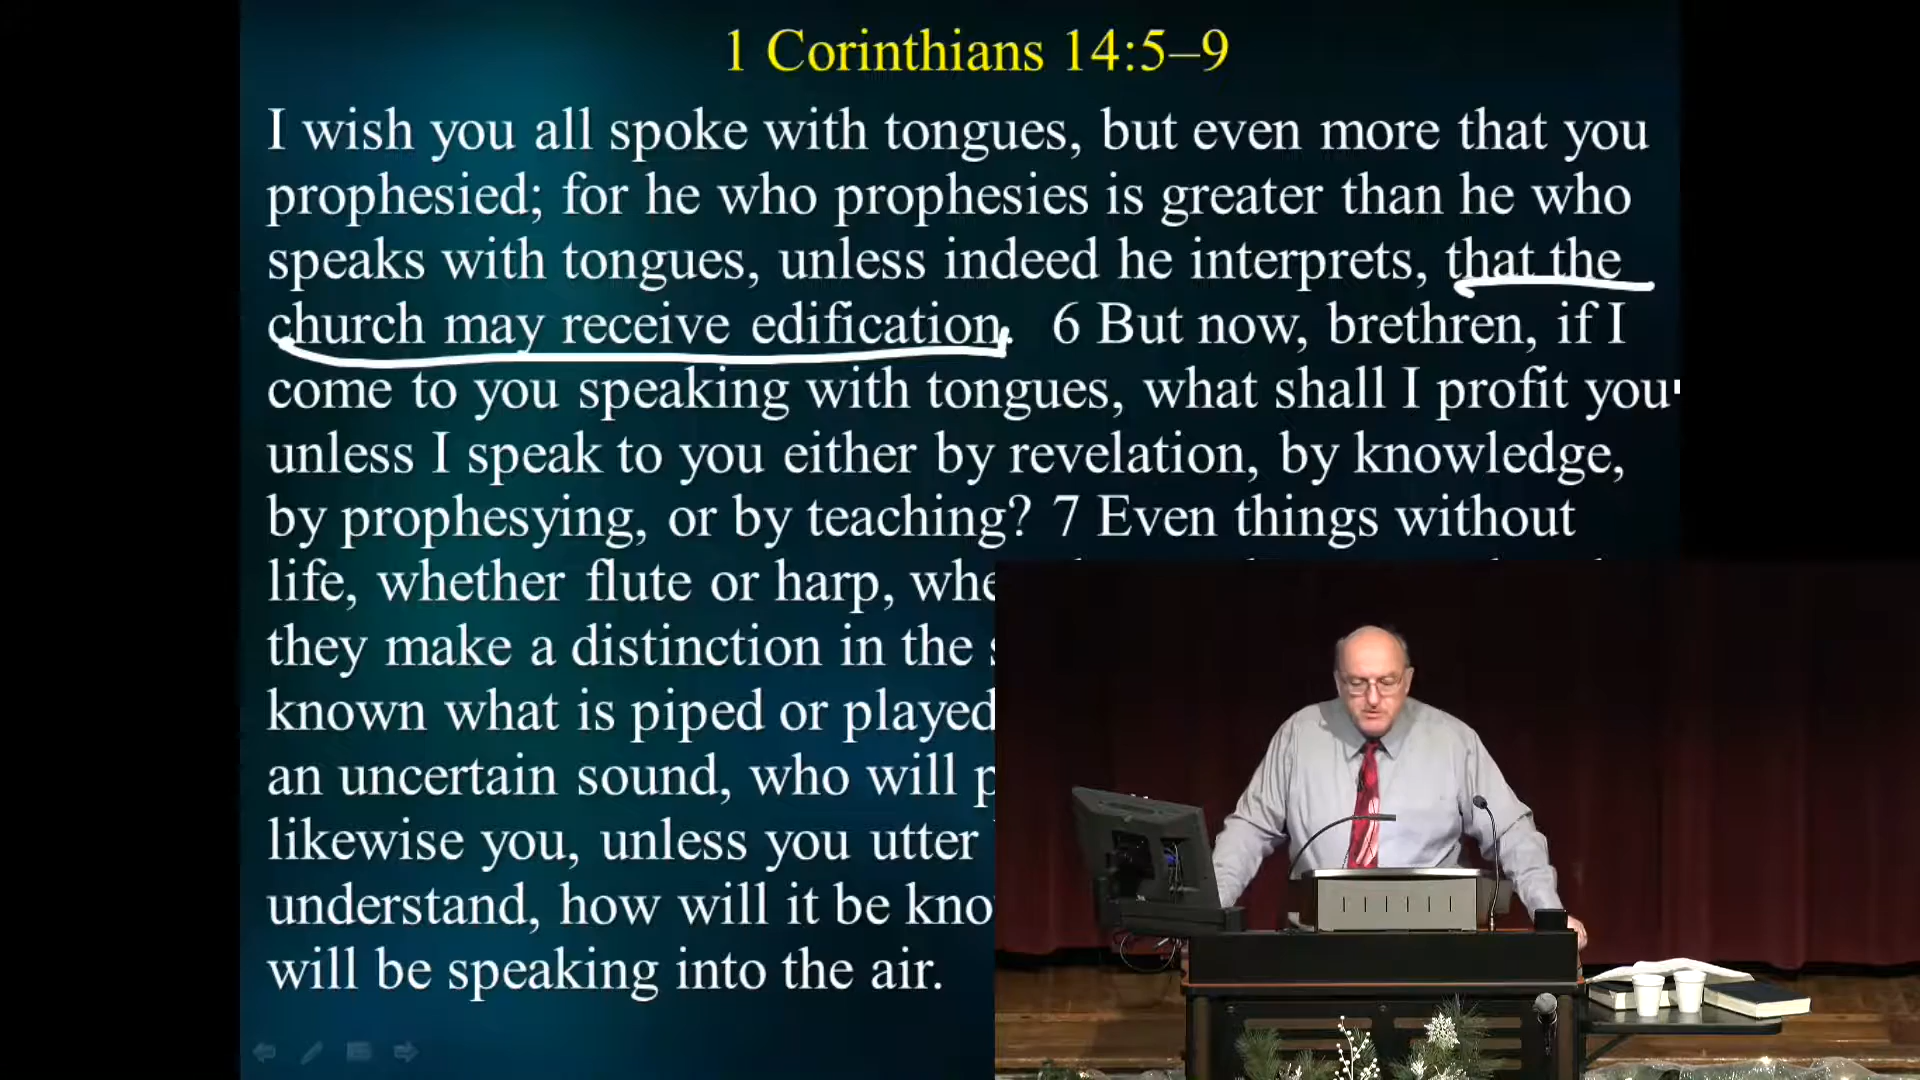 1 Corinthians 14:5–9
I wish you all spoke with tongues, but even more that you
prophesied; for he who prophesies is greater than he who
speaks with tongues, unless indeed he interprets, that the
church may receive edification. 6 But now, brethren, if I
come to you speaking with tongues, what shall I profit you
unless I speak to you either by revelation, by knowledge,
by prophesying, or by teaching? 7 Even things without
life, whether flute or harp,
they make a distinction in the
known what is piped or played
an uncertain sound, who will
likewise you, unless you utter
understand, how will it be
will be speaking into the air.